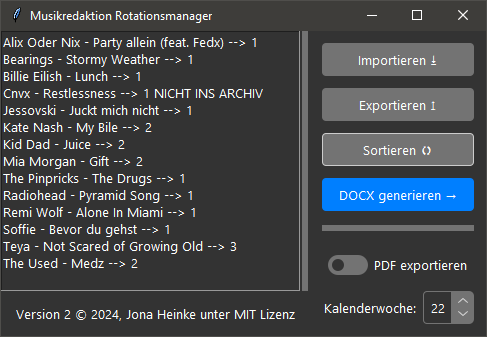 Musikredaktion Rotationsmanager
Alix Oder Nix - Party allein (feat. Fedx) --> 1
Bearings - Stormy Weather --> 1
Billie Eilish - Lunch --> 1
Cnvx - Restlessness --> 1 NICHT INS ARCHIV
Jessovski - Juckt mich nicht --> 1
Kate Nash - My Bile --> 2
Kid Dad - Juice --> 2
Mia Morgan - Gift --> 2
The Pinpricks - The Drugs --> 1
Radiohead - Pyramid Song --> 1
Remi Wolf - Alone In Miami --> 1
Soffie - Bevor du gehst --> 1
Teya - Not Scared of Growing Old --> 3
The Used - Medz --> 2
Version 2 © 2024, Jona Heinke unter MIT Lizenz
Importieren ⤓
Exportieren ↥
Sortieren 🗘
DOCX generieren →
PDF exportieren
Kalenderwoche: 22